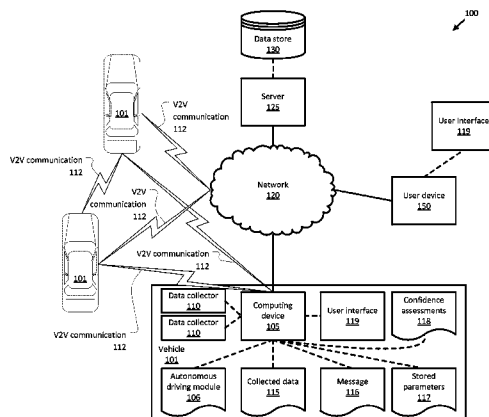 100
Data store
130
Server
125
User interface
119
User device
150
Network
120
101
V2V communication
112
V2V communication
112
V2V
communication
112
V2V
communication
112
V2V communication
112
101
V2V communication
112
Data collector
110
Data collector
110
Computing
device
105
User interface
119
Confidence
assessments
118
Vehicle
101
Autonomous
driving module
106
Collected data
115
Message
116
Stored
parameters
117